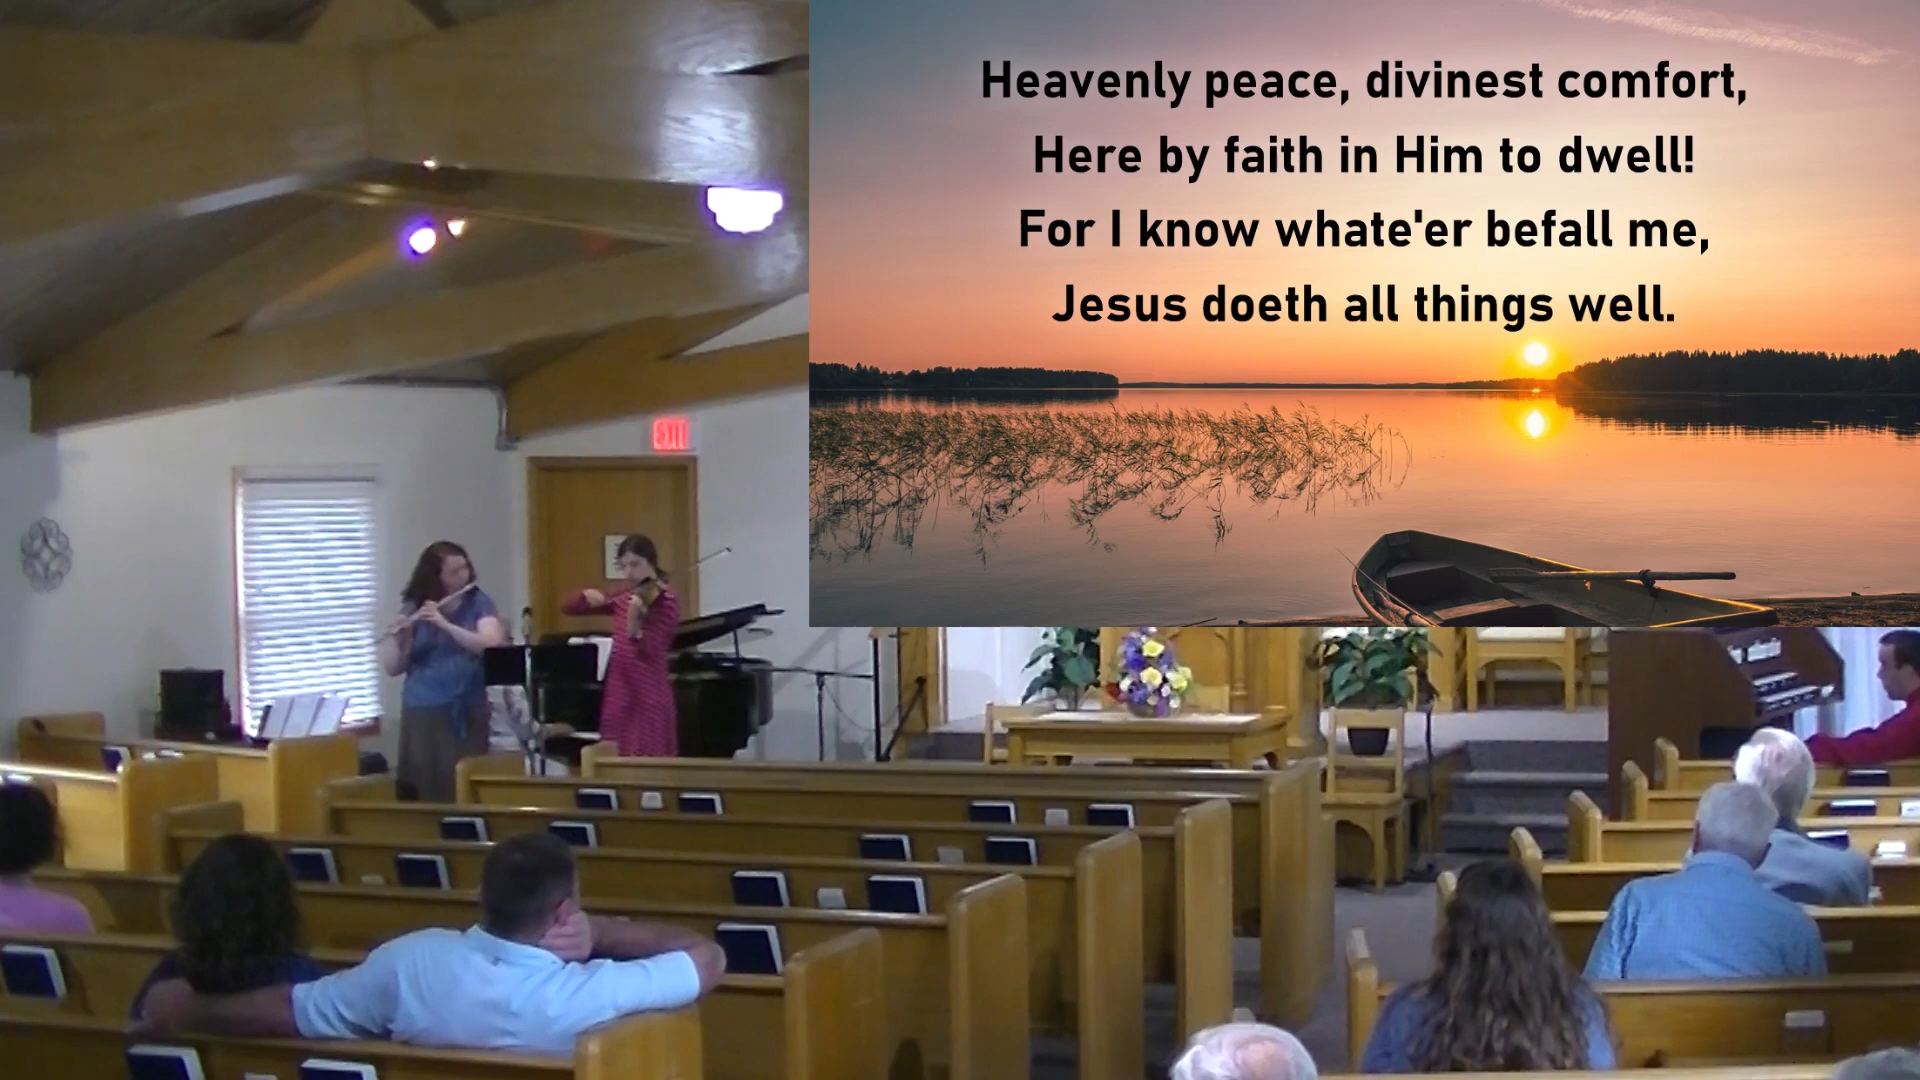 Heavenly peace, divinest comfort,
Here by faith in Him to dwell!
For I know whate'er befall me,
Jesus doeth all things well.
EXIT